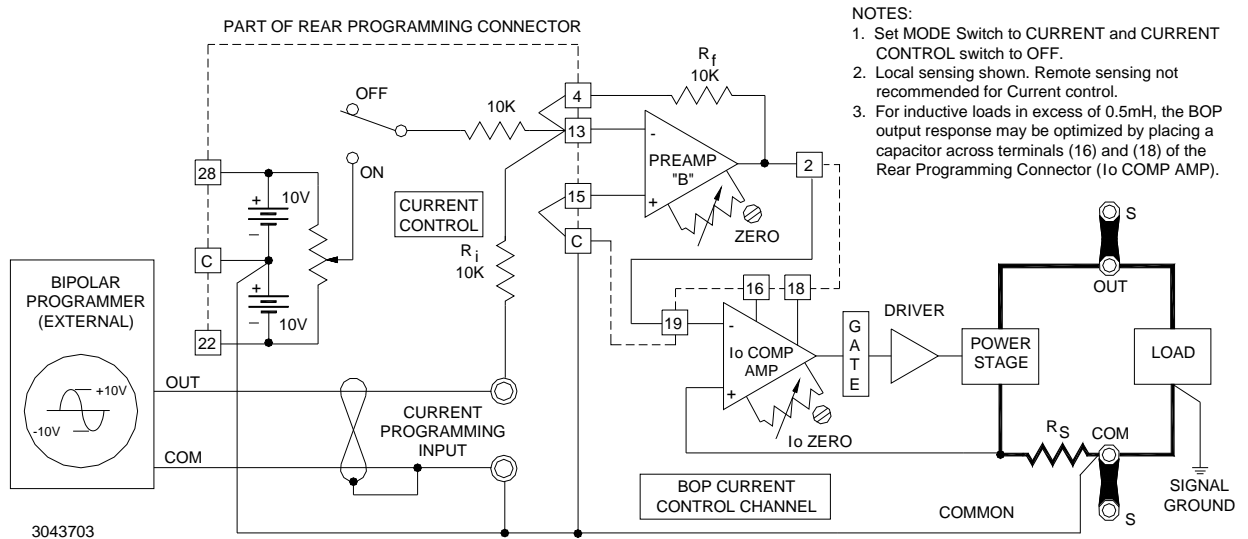 PART OF REAR PROGRAMMING CONNECTOR
NOTES:
1. Set MODE Switch to CURRENT and CURRENT
CONTROL switch to OFF.
2. Local sensing shown. Remote sensing not
recommended for Current control.
3. For inductive loads in excess of 0.5mH, the BOP
output response may be optimized by placing a
capacitor across terminals (16) and (18) of the
Rear Programming Connector (Io COMP AMP).
Rf
10K
OFF
10K
4
13
ON
28
+
10V
–
C
+
–
10V
22
CURRENT
CONTROL
Ri
10K
15
C
-
PREAMP
"B"
+
ZERO
2
16
18
19
-
Io COMP
AMP
+
Io ZERO
GATE
DRIVER
POWER
STAGE
S
OUT
LOAD
RS
COM
S
SIGNAL
GROUND
BIPOLAR
PROGRAMMER
(EXTERNAL)
+10V
-10V
OUT
COM
CURRENT
PROGRAMMING
INPUT
BOP CURRENT
CONTROL CHANNEL
COMMON
3043703